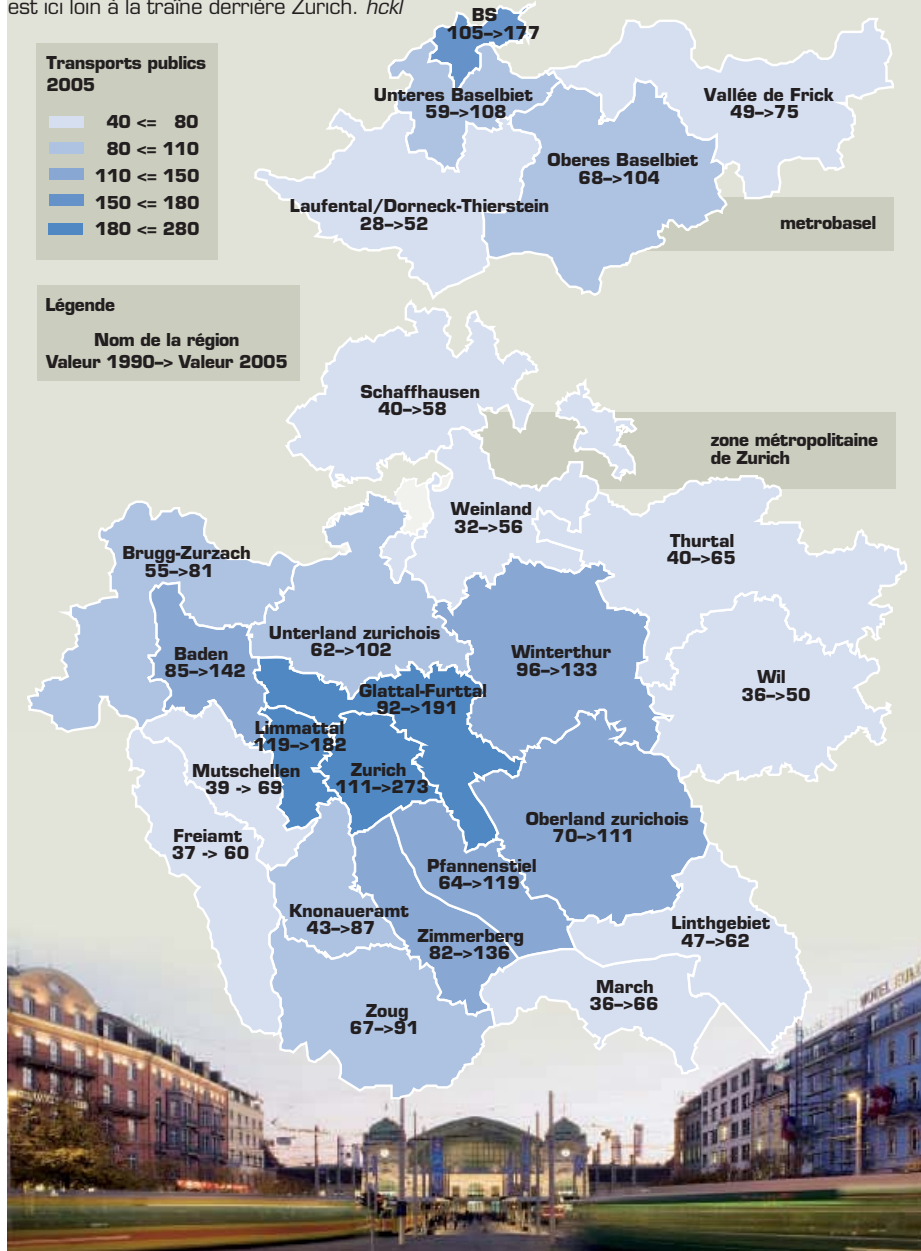 est ici loin à la traîne derrière Zurich. hckl
Transports publics
2005
40 <= 80
80 <= 110
110 <= 150
150 <= 180
180 <= 280
BS
105–>177
Unteres Baselbiet
59–>108
Vallée de Frick
49–>75
Oberes Baselbiet
68–>104
Laufental/Dorneck-Thierstein
28–>52
metrobasel
Légende
Nom de la région
Valeur 1990–> Valeur 2005
Schaffhausen
40–>58
zone métropolitaine
de Zurich
Weinland
32–>56
Thurtal
40–>65
Brugg-Zurzach
55–>81
Unterland zurichois
62–>102
Winterthur
96–>133
Baden
85–>142
Wil
36–>50
Glattal-Furttal
92–>191
Limmattal
119–>182
Zurich
111–>273
Mutschellen
39 -> 69
Oberland zurichois
70–>111
Freiamt
37 -> 60
Pfannenstiel
64–>119
Knonaueramt
43–>87
Zimmerberg
82–>136
Linthgebiet
47–>62
March
36–>66
Zoug
67–>91